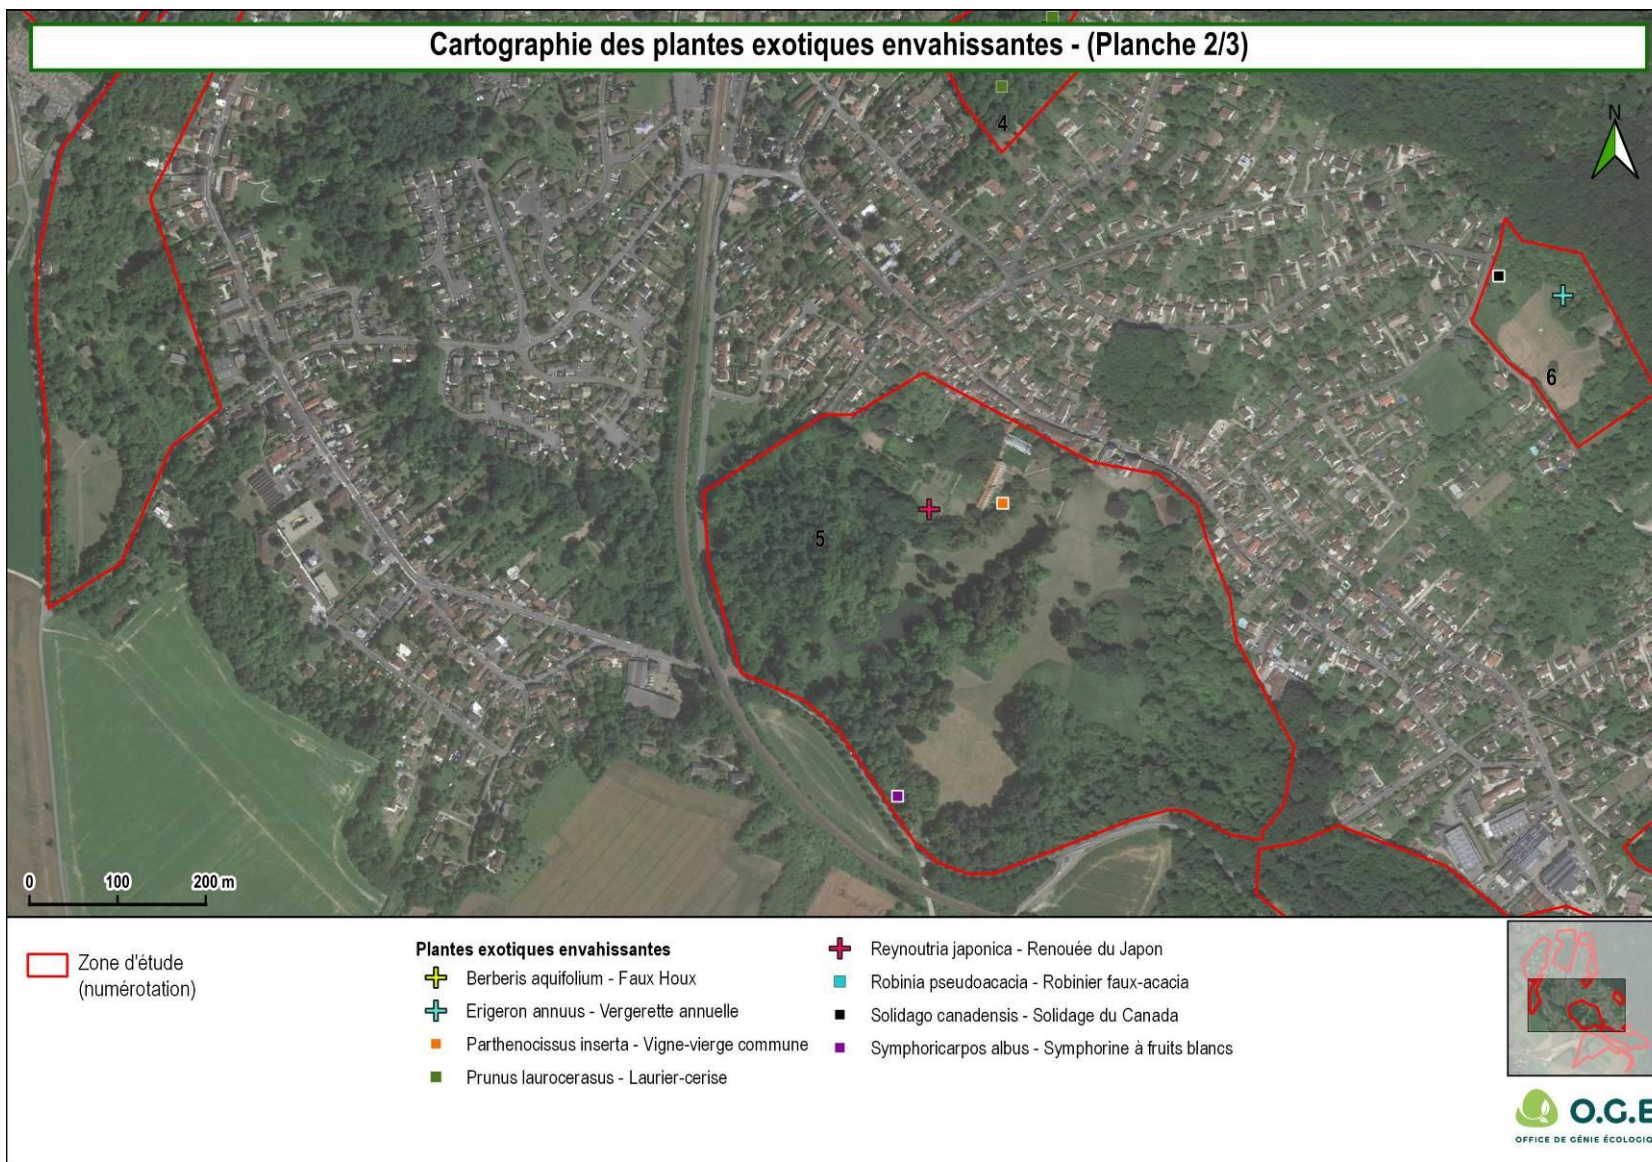 Cartographie des plantes exotiques envahissantes - (Planche 2/3)
N
4
6
5
0 100 200 m
Zone d'étude
(numérotation)
Plantes exotiques envahissantes
Berberis aquifolium - Faux Houx
Erigeron annuus - Vergerette annuelle
Parthenocissus inserta - Vigne-vierge commune
Prunus laurocerasus - Laurier-cerise
Reynoutria japonica - Renouée du Japon
Robinia pseudoacacia - Robinier faux-acacia
Solidago canadensis - Solidage du Canada
Symphoricarpos albus - Symphorine à fruits blancs
O.G.E
OFFICE DE GÉNIE ÉCOLOGIQ